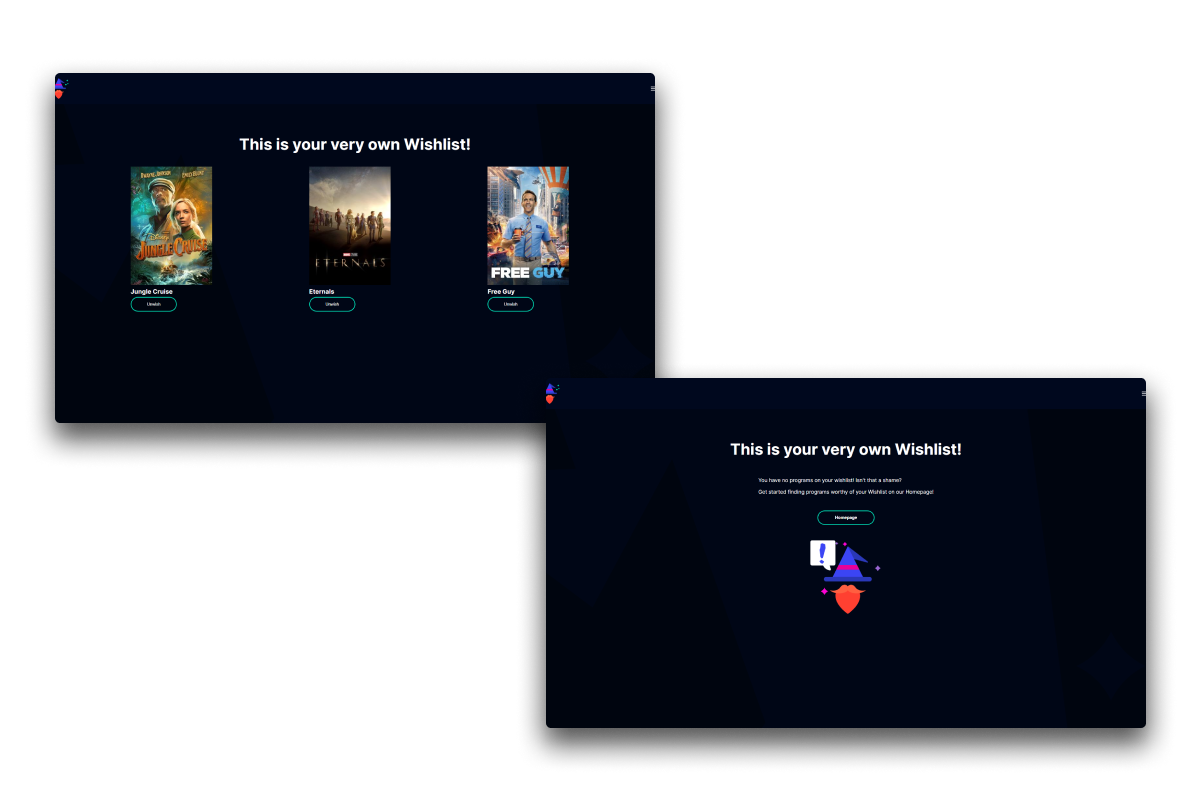 This is your very own Wishlist!
DWAYNE JOHNSON EMILY BLUNT
Disney
JUNGLE CRUISE
ETERNALS
FREE GUY
Jungle Cruise
Eternals
Free Guy
Unwish
Unwish
Unwish
This is your very own Wishlist!
You have no programs on your wishlist! Isn't that a shame?
Get started finding programs worthy of your Wishlist on our Homepage!
Homepage
!